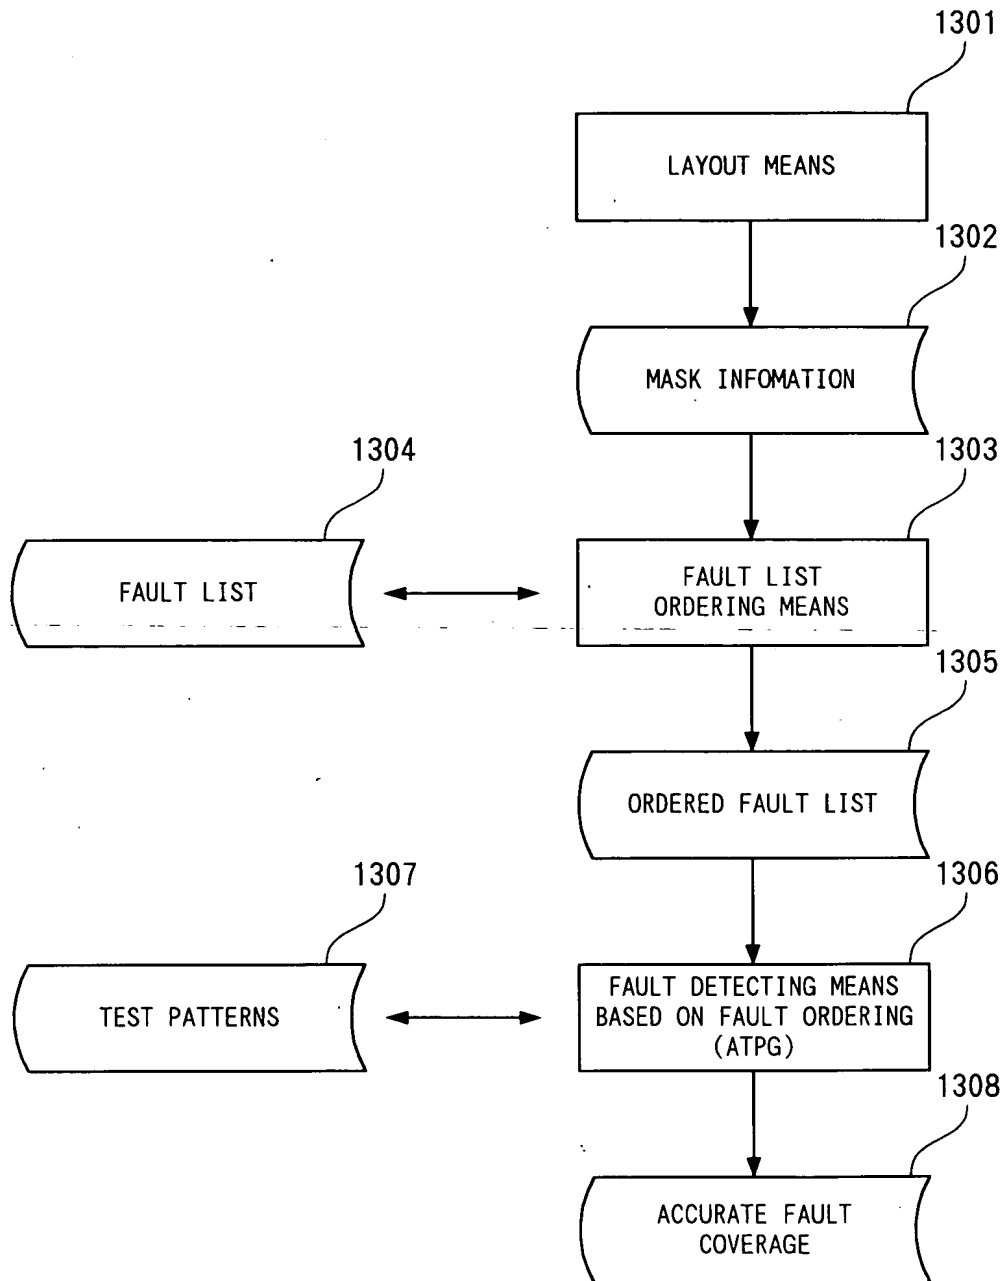 1301
LAYOUT MEANS
1302
MASK INFOMATION
1304
1303
FAULT LIST
FAULT LIST
ORDERING MEANS
1305
ORDERED FAULT LIST
1307
1306
TEST PATTERNS
FAULT DETECTING MEANS
BASED ON FAULT ORDERING
(ATPG)
1308
ACCURATE FAULT
COVERAGE